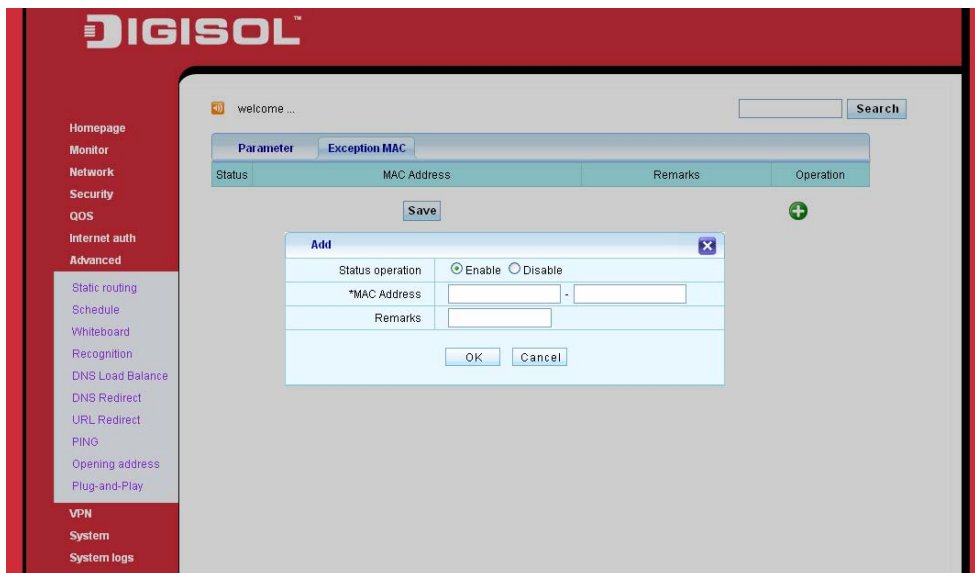 DIGISOL™
welcome ...
Search
Homepage
Monitor
Network
Security
QOS
Internet auth
Advanced
Static routing
Schedule
Whiteboard
Recognition
DNS Load Balance
DNS Redirect
URL Redirect
PING
Opening address
Plug-and-Play
VPN
System
System logs
Parameter Exception MAC
Status MAC Address Remarks Operation
Save
Add
Status operation Enable Disable
*MAC Address -
Remarks
OK Cancel